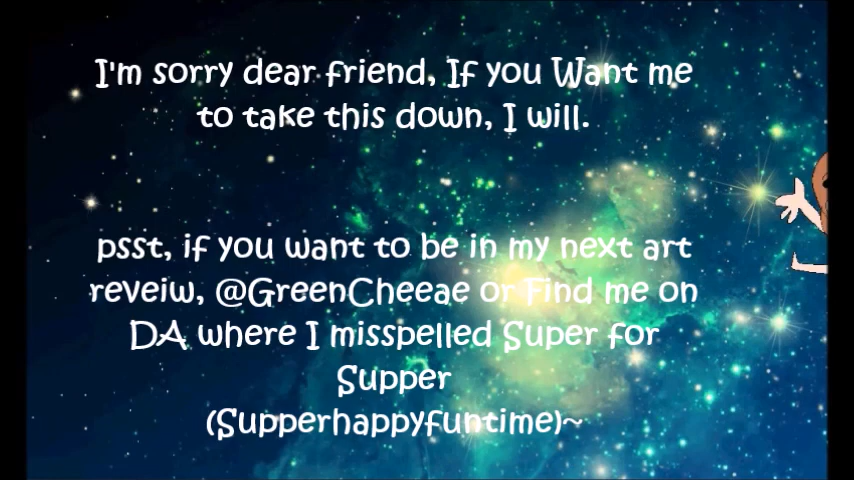 I'm sorry dear friend, If you Want me
to take this down, I will.
psst, if you want to be in my next art
reveiw, @GreenCheeae or Find me on
DA where I misspelled Super for
Supper
(Supperhappyfuntime)~